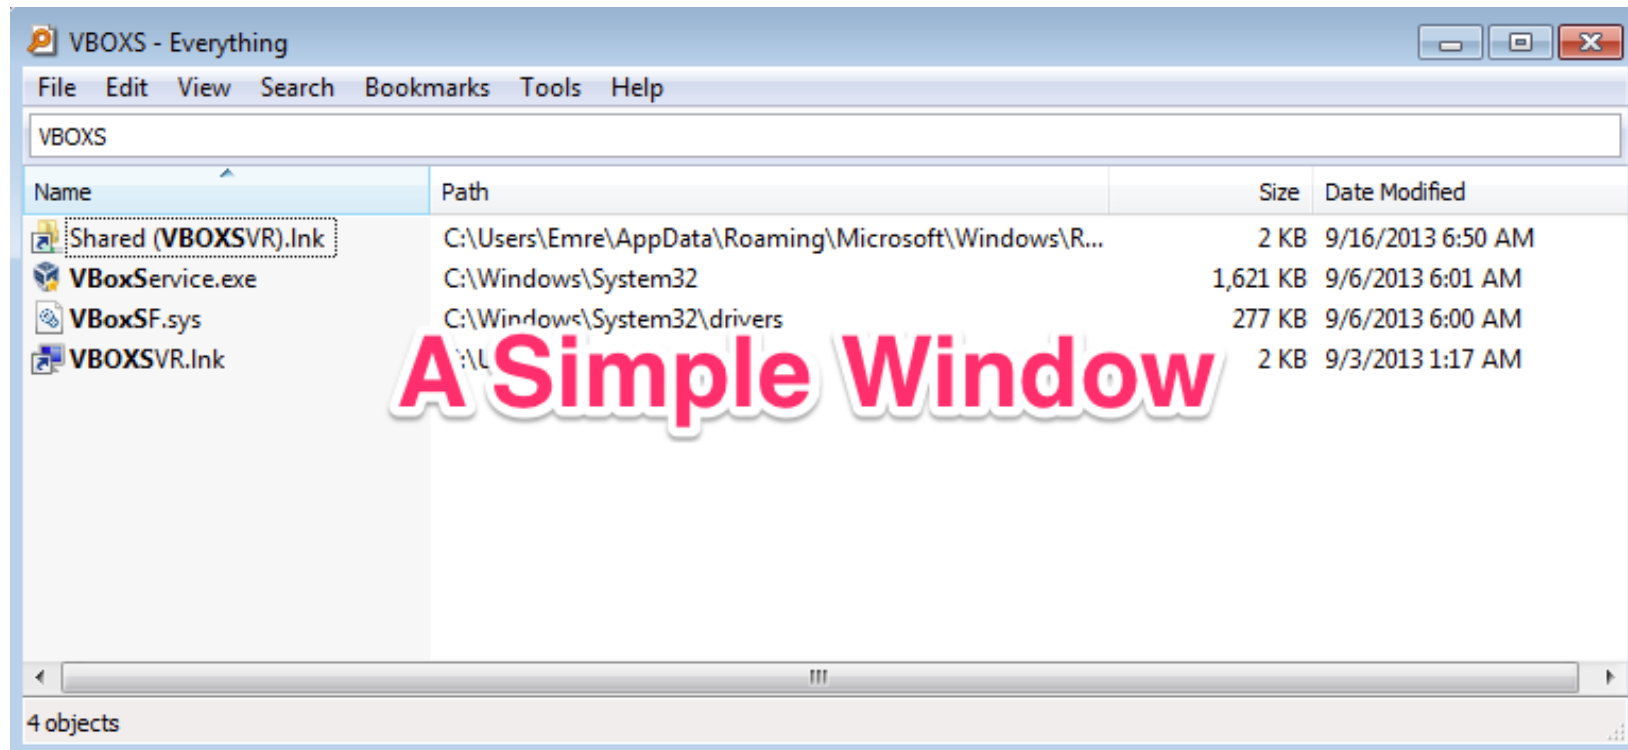 VBOXS - Everything
File Edit View Search Bookmarks Tools Help
VBOXS
Name Path Size Date Modified
Shared (VBOXSVR).lnk C:\Users\Emre\AppData\Roaming\Microsoft\Windows\R... 2 KB 9/16/2013 6:50 AM
VBoxService.exe C:\Windows\System32 1,621 KB 9/6/2013 6:01 AM
VBoxSF.sys C:\Windows\System32\drivers 277 KB 9/6/2013 6:00 AM
VBOXSVR.lnk 2 KB 9/3/2013 1:17 AM
A Simple Window
4 objects